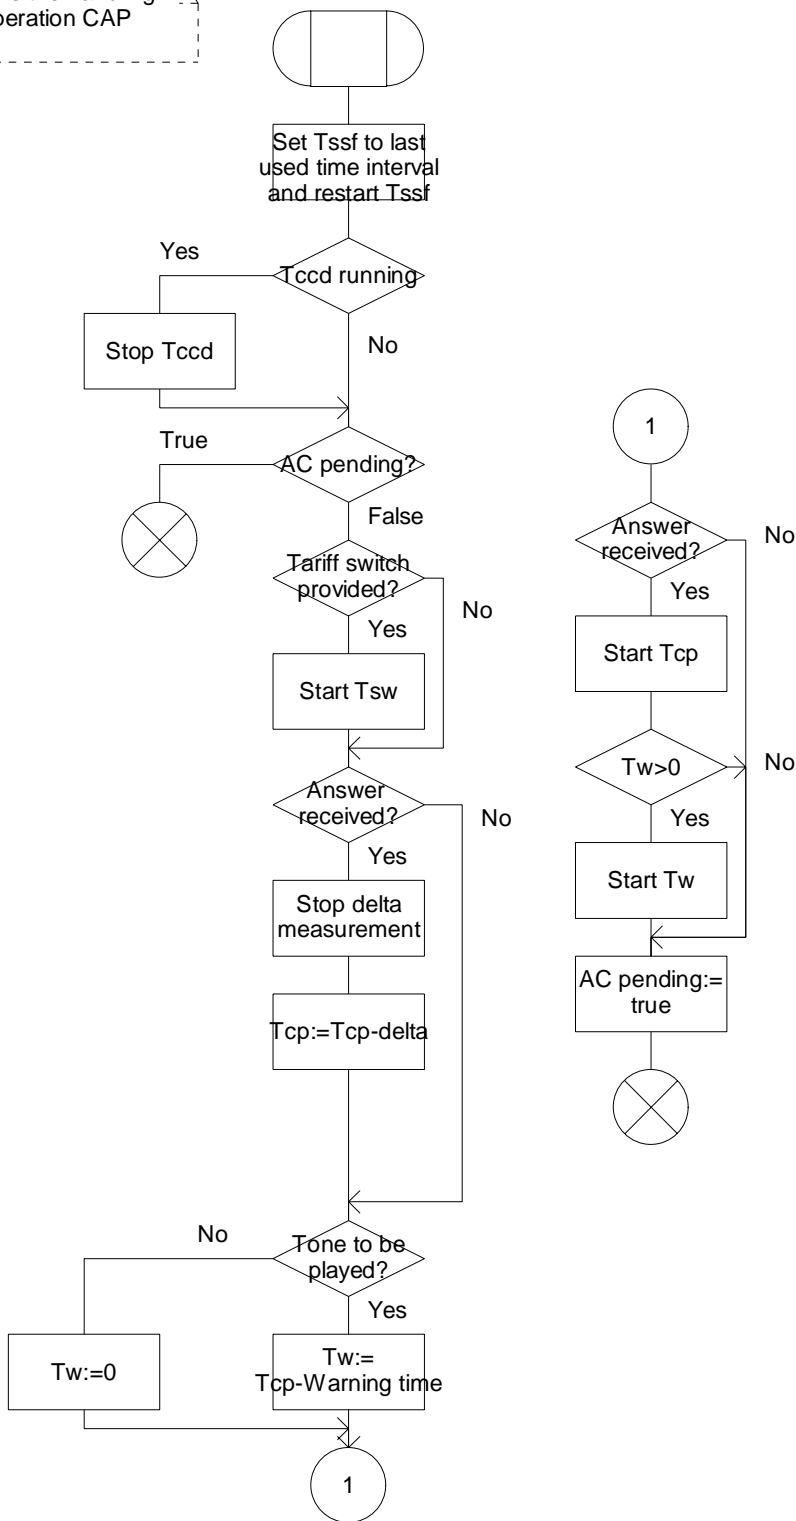 peration CAP
Set Tssf to last
used time interval
and restart Tssf
Yes
Tccd running
Stop Tccd
No
True
AC pending?
False
Tariff switch
provided?
No
Yes
Start Tsw
Answer
received?
No
Yes
Stop delta
measurement
Tcp:=Tcp-delta
No
Tone to be
played?
Yes
Tw:=0
Tw:=
Tcp-Warning time
1
1
Answer
received?
No
Yes
Start Tcp
Tw>0
No
Yes
Start Tw
AC pending:=
true